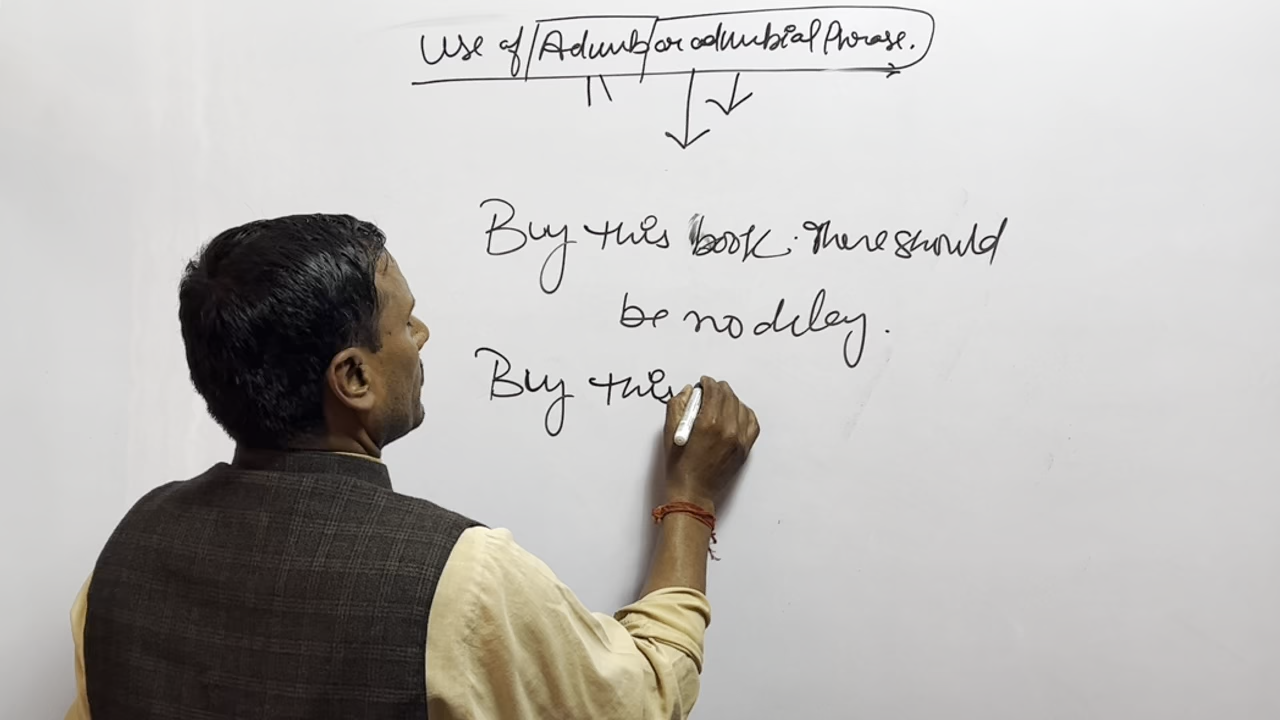 Use of Adverb or adverbial Phrase.
Buy this book. There should
be no delay.
Buy this